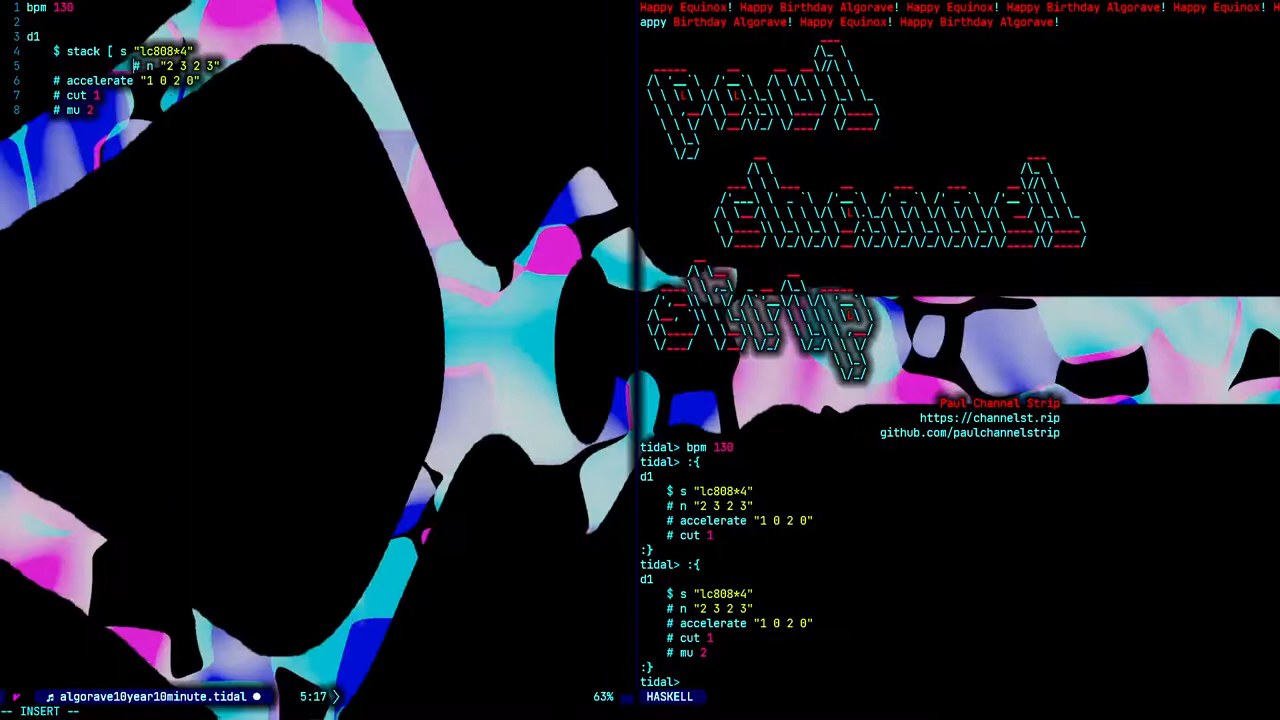 1 bpm 130
2
3 d1
4 $ stack [ s "lc808*4"
5 # n "2 3 2 3"
6 # accelerate "1 0 2 0"
7 # cut 1
8 # mu 2
♬ algorave10year10minute.tidal ● 5:17 63%
-- INSERT --
Happy Equinox! Happy Birthday Algorave! Happy Equinox! Happy Birthday Algorave! Happy Equinox! H
appy Birthday Algorave! Happy Equinox! Happy Birthday Algorave!
paul
channel
strip
Paul Channel Strip
https://channelst.rip
github.com/paulchannelstrip
tidal> bpm 130
tidal> :{
d1
$ s "lc808*4"
# n "2 3 2 3"
# accelerate "1 0 2 0"
# cut 1
:}
tidal> :{
d1
$ s "lc808*4"
# n "2 3 2 3"
# accelerate "1 0 2 0"
# cut 1
# mu 2
:}
tidal>
HASKELL